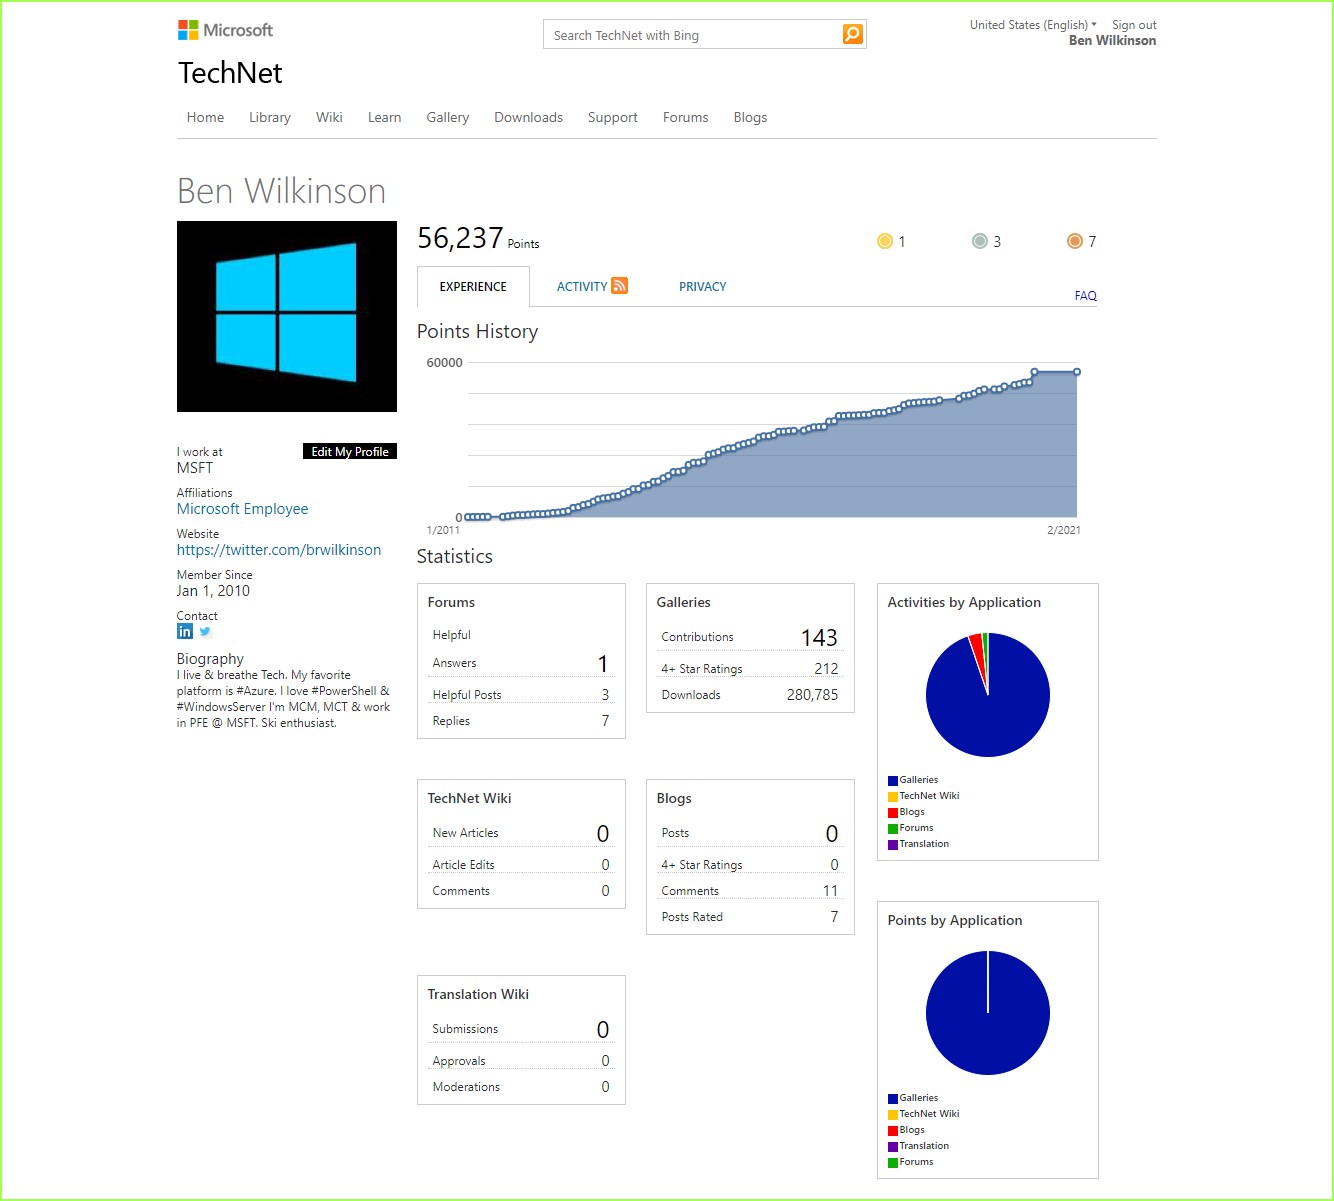 Microsoft
Search TechNet with Bing
United States (English) Sign out
Ben Wilkinson
TechNet
Home Library Wiki Learn Gallery Downloads Support Forums Blogs
Ben Wilkinson
56,237 Points
1 3 7
EXPERIENCE ACTIVITY PRIVACY
FAQ
Points History
60000
0
1/2011 2/2021
I work at
Edit My Profile
MSFT
Affiliations
Microsoft Employee
Website
https://twitter.com/brwilkinson
Member Since
Jan 1, 2010
Contact
in
Biography
I live & breathe Tech. My favorite
platform is #Azure. I love #PowerShell &
#WindowsServer I'm MCM, MCT & work
in PFE @ MSFT. Ski enthusiast.
Statistics
Forums
Helpful
Answers 1
Helpful Posts 3
Replies 7
Galleries
Contributions 143
4+ Star Ratings 212
Downloads 280,785
Activities by Application
Galleries
TechNet Wiki
Blogs
Forums
Translation
TechNet Wiki
New Articles 0
Article Edits 0
Comments 0
Blogs
Posts 0
4+ Star Ratings 0
Comments 11
Posts Rated 7
Points by Application
Galleries
TechNet Wiki
Blogs
Translation
Forums
Translation Wiki
Submissions 0
Approvals 0
Moderations 0